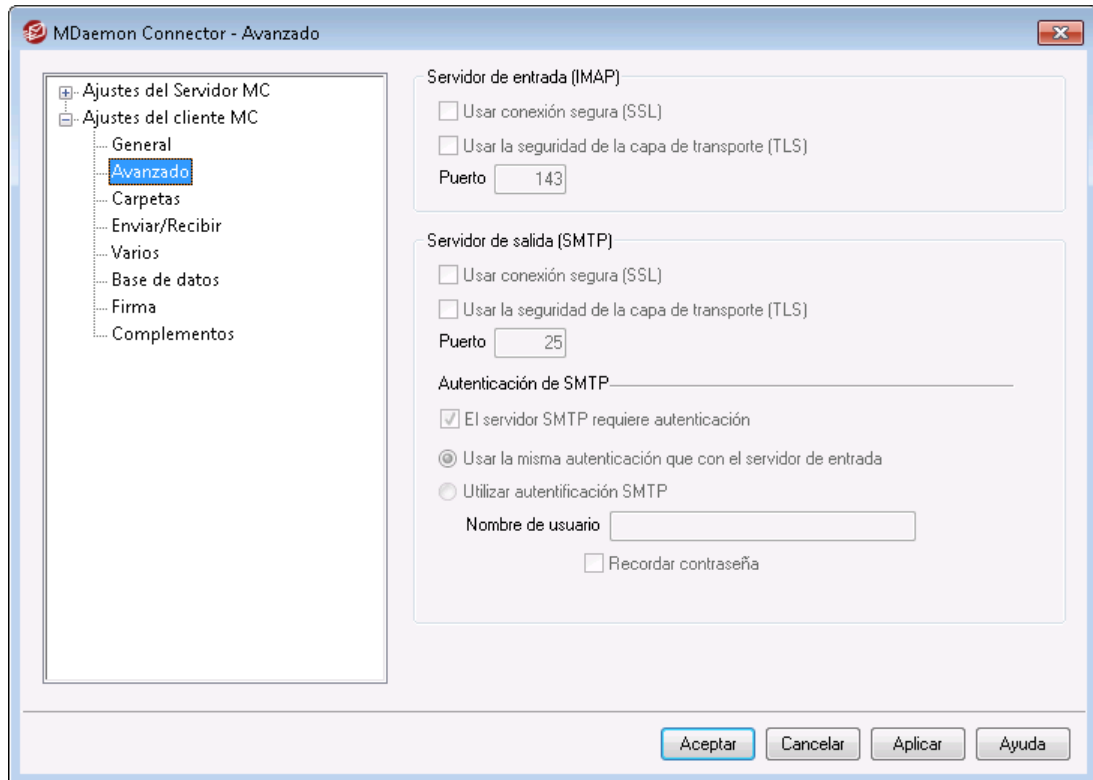 MDaemon Connector - Avanzado
Ajustes del Servidor MC
Ajustes del cliente MC
General
Avanzado
Carpetas
Enviar/Recibir
Varios
Base de datos
Firma
Complementos
Servidor de entrada (IMAP)
Usar conexión segura (SSL)
Usar la seguridad de la capa de transporte (TLS)
Puerto 143
Servidor de salida (SMTP)
Usar conexión segura (SSL)
Usar la seguridad de la capa de transporte (TLS)
Puerto 25
Autenticación de SMTP
El servidor SMTP requiere autenticación
Usar la misma autenticación que con el servidor de entrada
Utilizar autentificación SMTP
Nombre de usuario
Recordar contraseña
Aceptar Cancelar Aplicar Ayuda